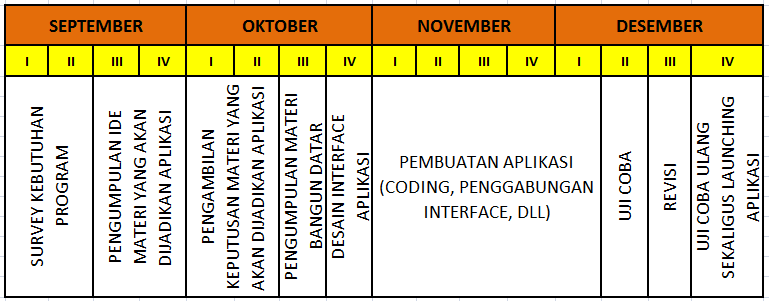 SEPTEMBER OKTOBER NOVEMBER DESEMBER
I II III IV I II III IV I II III IV I II III IV
SURVEY KEBUTUHAN
PROGRAM
PENGUMPULAN IDE
MATERI YANG AKAN
DIJADIKAN APLIKASI
PENGAMBILAN
KEPUTUSAN MATERI YANG
AKAN DIJADIKAN APLIKASI
PENGUMPULAN MATERI
BANGUN DATAR
DESAIN INTERFACE
APLIKASI
PEMBUATAN APLIKASI
(CODING, PENGGABUNGAN
INTERFACE, DLL)
UJI COBA
REVISI
UJI COBA ULANG
SEKALIGUS LAUNCHING
APLIKASI